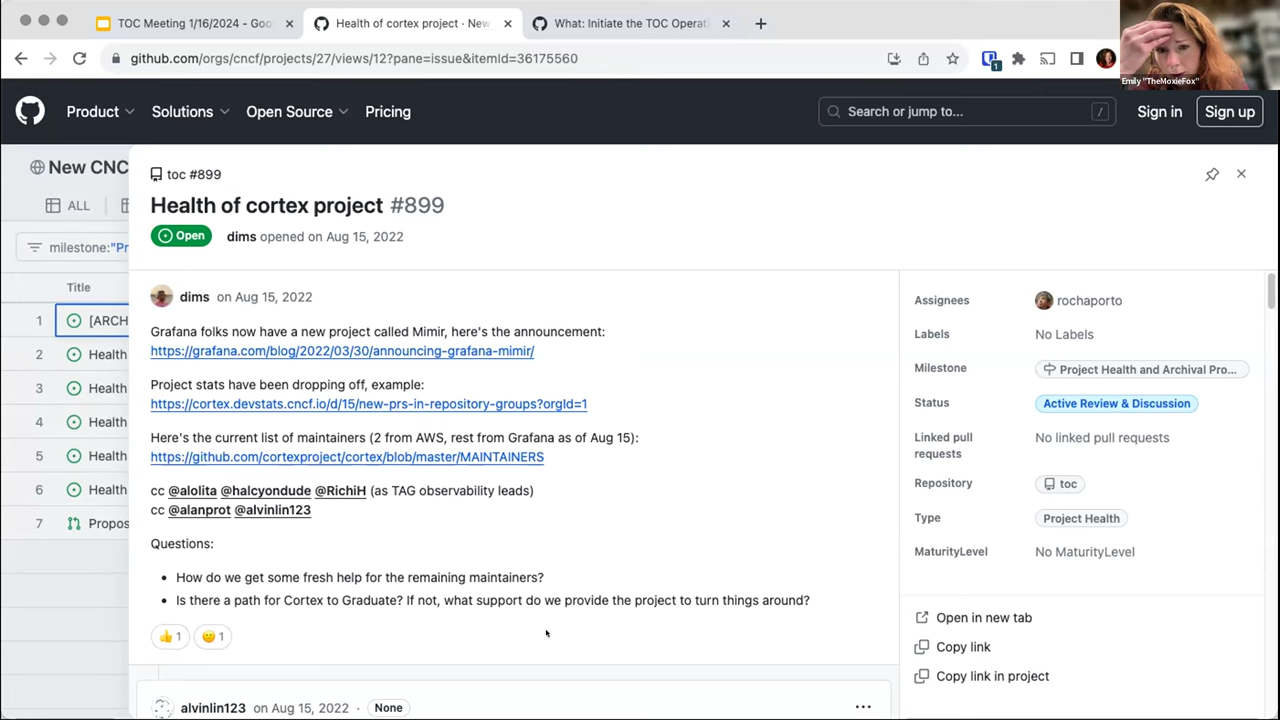 TOC Meeting 1/16/2024 - Goo
Health of cortex project · New
What: Initiate the TOC Operati
github.com/orgs/cncf/projects/27/views/12?pane=issue&itemId=36175560
1
Emily "TheMoxieFox"
Product
Solutions
Open Source
Pricing
Search or jump to...
/
Sign in
Sign up
New CNC
ALL
milestone:"Pr
Title
1 [ARCH
2 Health
3 Health
4 Health
5 Health
6 Health
7 Propos
toc #899
Health of cortex project #899
Open
dims opened on Aug 15, 2022
dims on Aug 15, 2022
Grafana folks now have a new project called Mimir, here's the announcement:
https://grafana.com/blog/2022/03/30/announcing-grafana-mimir/
Project stats have been dropping off, example:
https://cortex.devstats.cncf.io/d/15/new-prs-in-repository-groups?orgId=1
Here's the current list of maintainers (2 from AWS, rest from Grafana as of Aug 15):
https://github.com/cortexproject/cortex/blob/master/MAINTAINERS
cc @alolita @halcyondude @RichiH (as TAG observability leads)
cc @alanprot @alvinlin123
Questions:
• How do we get some fresh help for the remaining maintainers?
• Is there a path for Cortex to Graduate? If not, what support do we provide the project to turn things around?
👍 1 😕 1
alvinlin123 on Aug 15, 2022 · None
Assignees
rochaporto
Labels
No Labels
Milestone
Project Health and Archival Pro...
Status
Active Review & Discussion
Linked pull
requests
No linked pull requests
Repository
toc
Type
Project Health
MaturityLevel
No MaturityLevel
Open in new tab
Copy link
Copy link in project